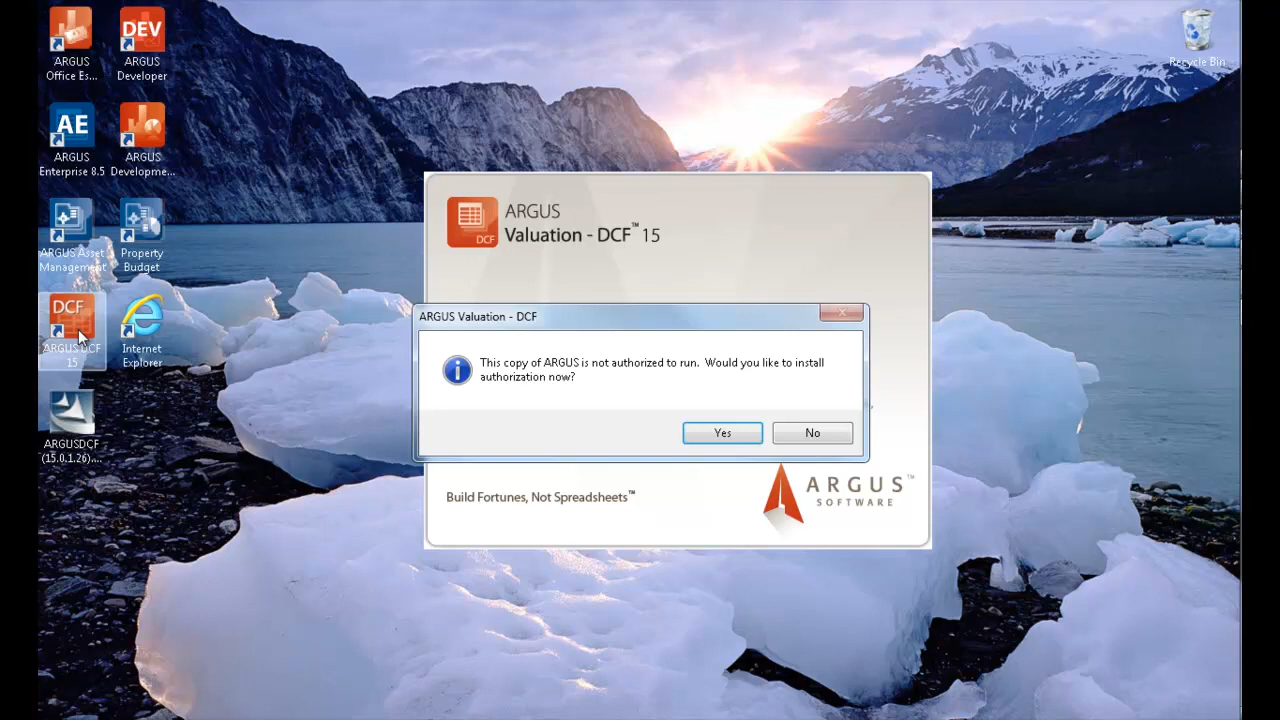 ARGUS
Office Es...
DEV
ARGUS
Developer
Recycle Bin
AE
ARGUS
Enterprise 8.5
ARGUS
Developme...
ARGUS Asset
Management
Property
Budget
DCF
ARGUS DCF
15
Internet
Explorer
ARGUSDCF
(15.0.1.26)....
DCF
ARGUS
Valuation - DCF™ 15
ARGUS Valuation - DCF
This copy of ARGUS is not authorized to run. Would you like to install
authorization now?
Yes
No
Build Fortunes, Not Spreadsheets™
ARGUS™
SOFTWARE